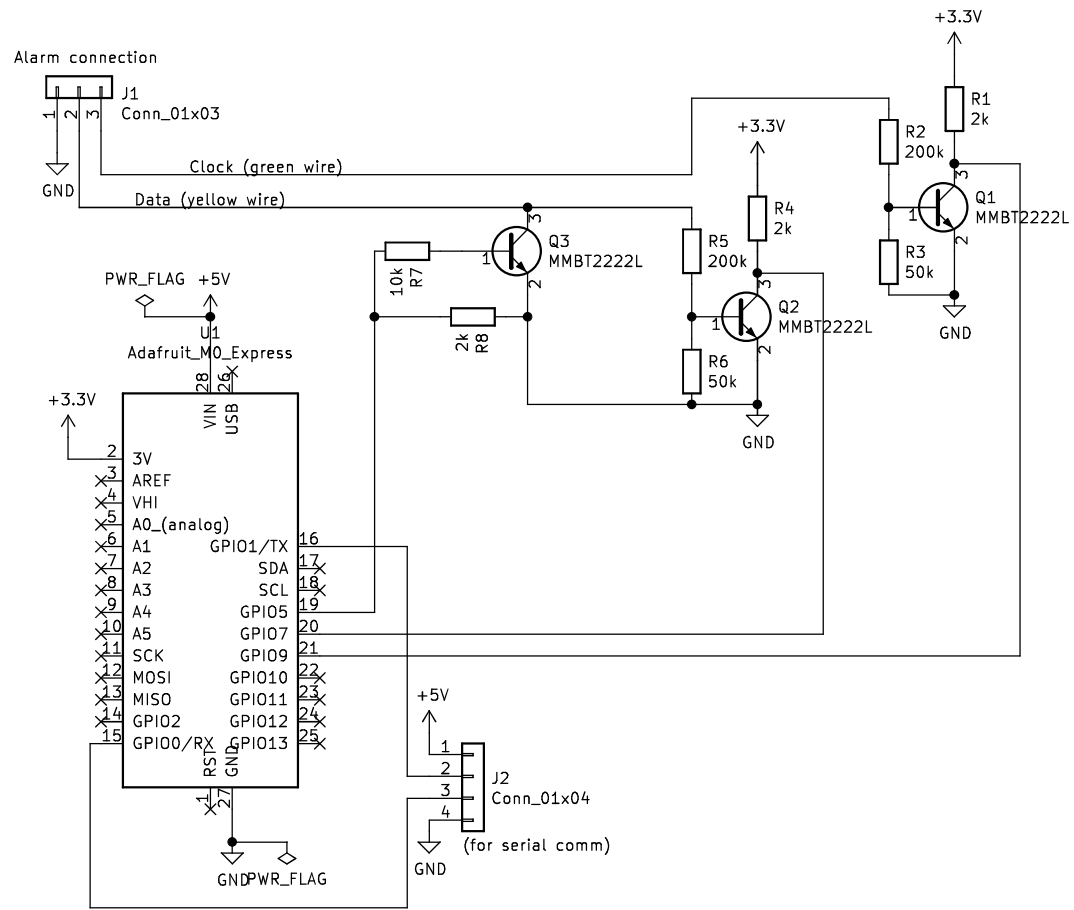 +3.3V
Alarm connection
J1
Conn_01x03
1
2
3
GND
Clock (green wire)
Data (yellow wire)
R1
2k
R2
200k
3
Q1
MMBT2222L
1
2
R3
50k
GND
+3.3V
R4
2k
R5
200k
3
Q2
MMBT2222L
1
2
R6
50k
GND
3
Q3
MMBT2222L
1
2
10k
R7
2k
R8
PWR_FLAG
+5V
U1
Adafruit_M0_Express
28
26
VIN
USB
+3.3V
2
3V
3
AREF
4
VHI
5
A0_(analog)
6
A1
GPIO1/TX
16
7
A2
SDA
17
8
A3
SCL
18
9
A4
GPIO5
19
10
A5
GPIO7
20
11
SCK
GPIO9
21
12
MOSI
GPIO10
22
13
MISO
GPIO11
23
14
GPIO2
GPIO12
24
15
GPIO0/RX
GPIO13
25
RST
GND
1
27
GND
PWR_FLAG
+5V
1
2
3
4
J2
Conn_01x04
(for serial comm)
GND